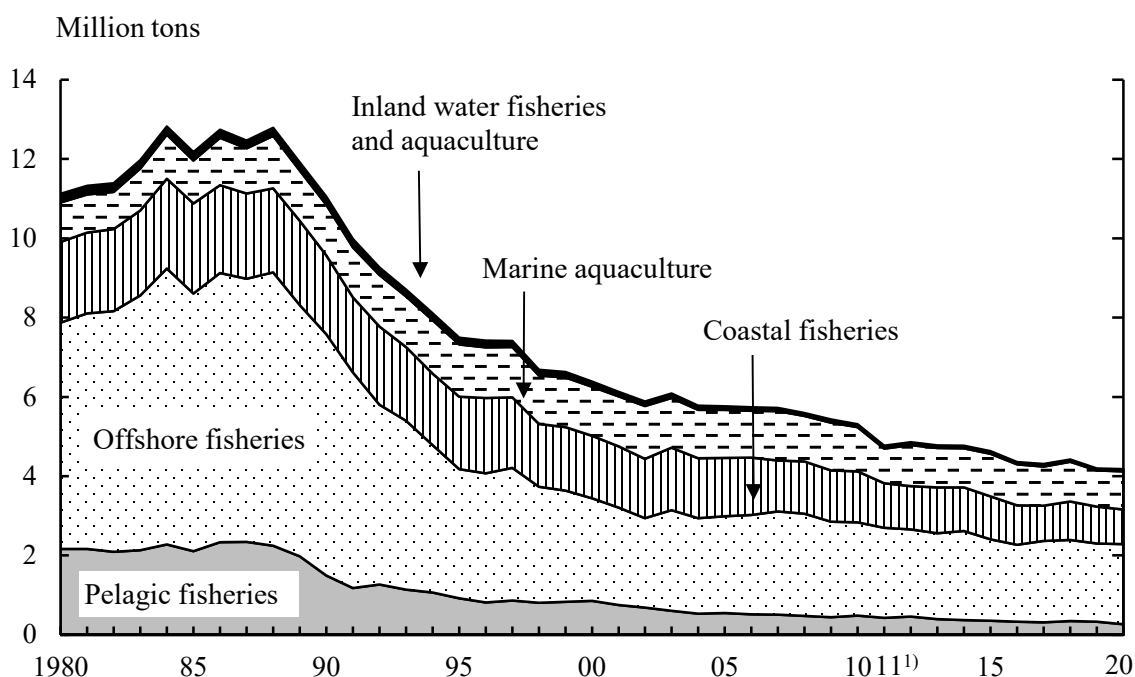 Million tons
14
12
10
8
6
4
2
0
Inland water fisheries
and aquaculture
Marine aquaculture
Coastal fisheries
Offshore fisheries
Pelagic fisheries
1980 85 90 95 00 05 10 11¹⁾ 15 20